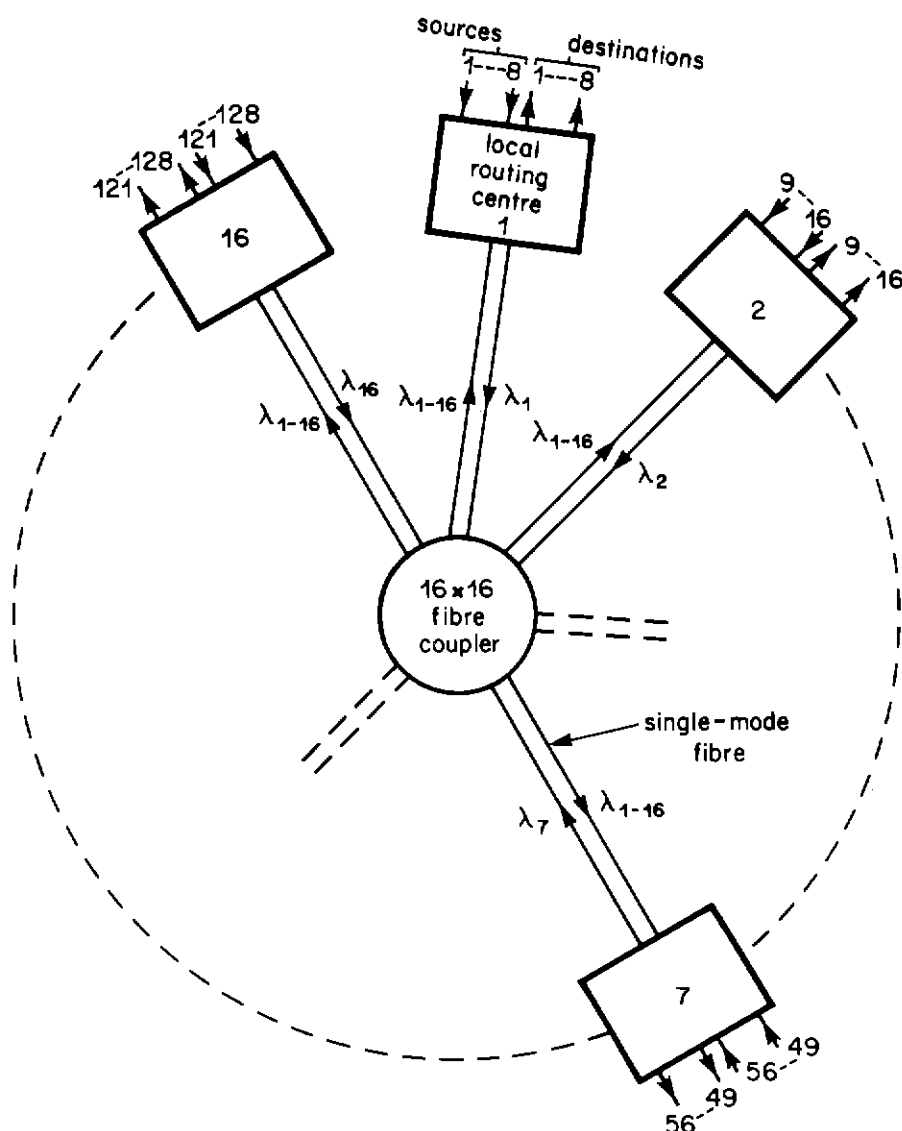 sources
destinations
1---8
1---8
local
routing
centre
1
121---128
121---128
16
9---16
9---16
2
λ1-16
λ16
λ1-16
λ1
λ1-16
λ2
16×16
fibre
coupler
single-mode
fibre
λ7
λ1-16
7
56---49
56---49